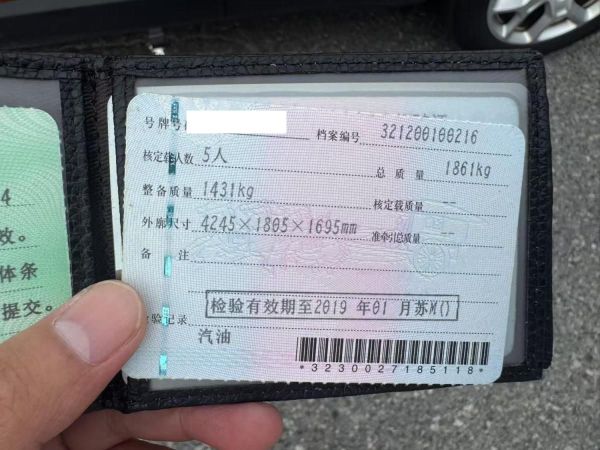 4
效。
体条
提交。
号牌号
档案编号 321200100216
核定载人数 5人
总质量 1861kg
整备质量 1431kg
核定载质量 --
外廓尺寸 4245×1805×1695mm
准牵引总质量 --
备注
检验有效期至2019年01月苏M()
检验记录
汽油
*3230027185118*